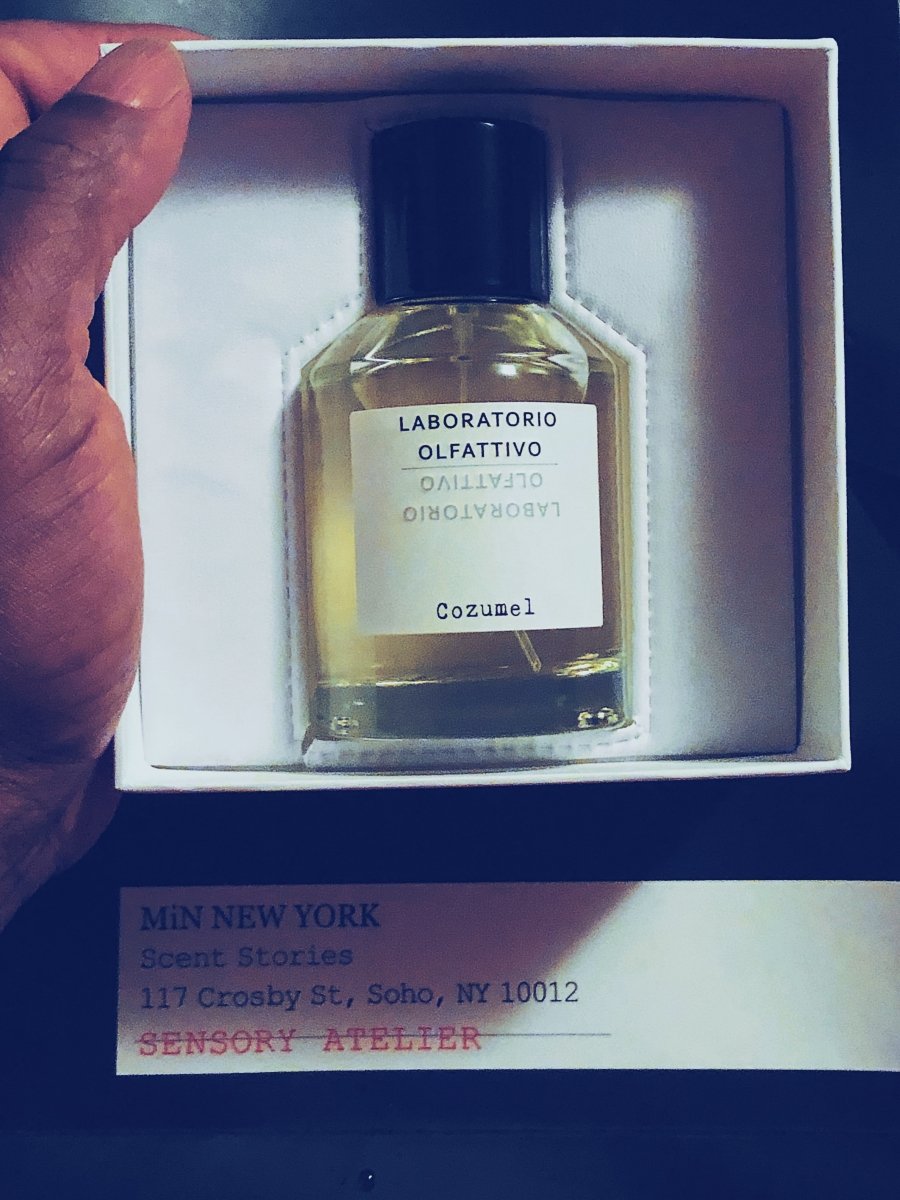 LABORATORIO
OLFATTIVO
OLFATTIVO
LABORATORIO
Cozumel
MiN NEW YORK
Scent Stories
117 Crosby St, Soho, NY 10012
SENSORY ATELIER